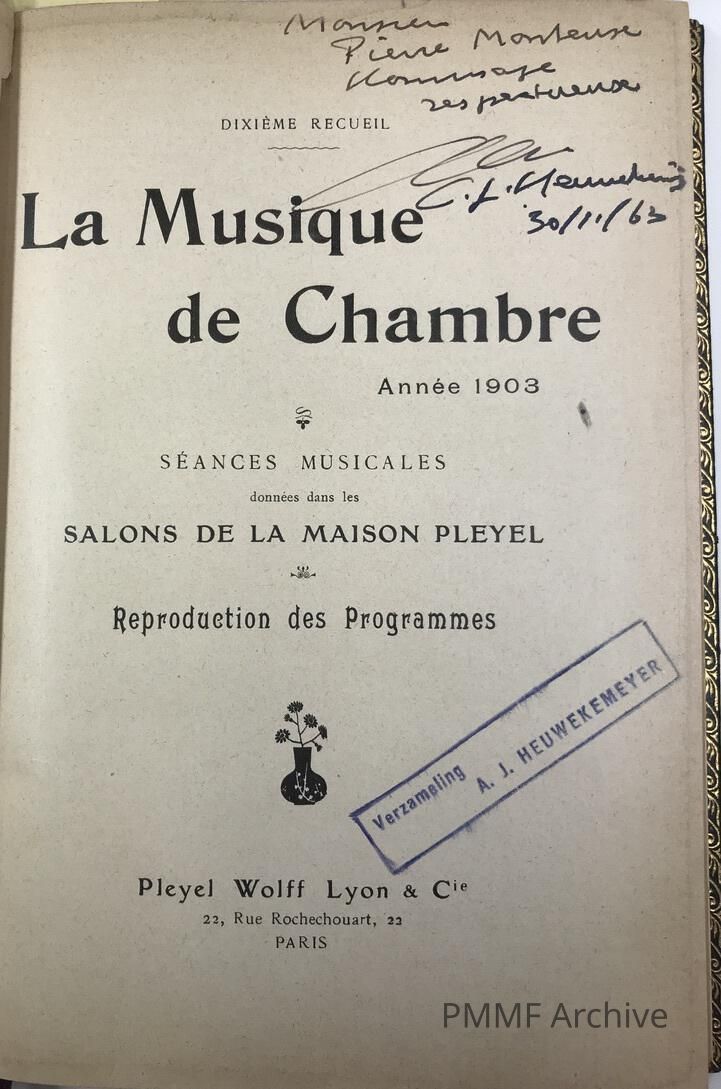 Monsieur
Pierre Monteux
Hommage
respectueuse
30/11/63
DIXIÈME RECUEIL
La Musique
de Chambre
Année 1903
SÉANCES MUSICALES
données dans les
SALONS DE LA MAISON PLEYEL
Reproduction des Programmes
Verzameling
A. J. HEUWEKEMEYER
Pleyel Wolff Lyon & Cie
22, Rue Rochechouart, 22
PARIS
PMMF Archive